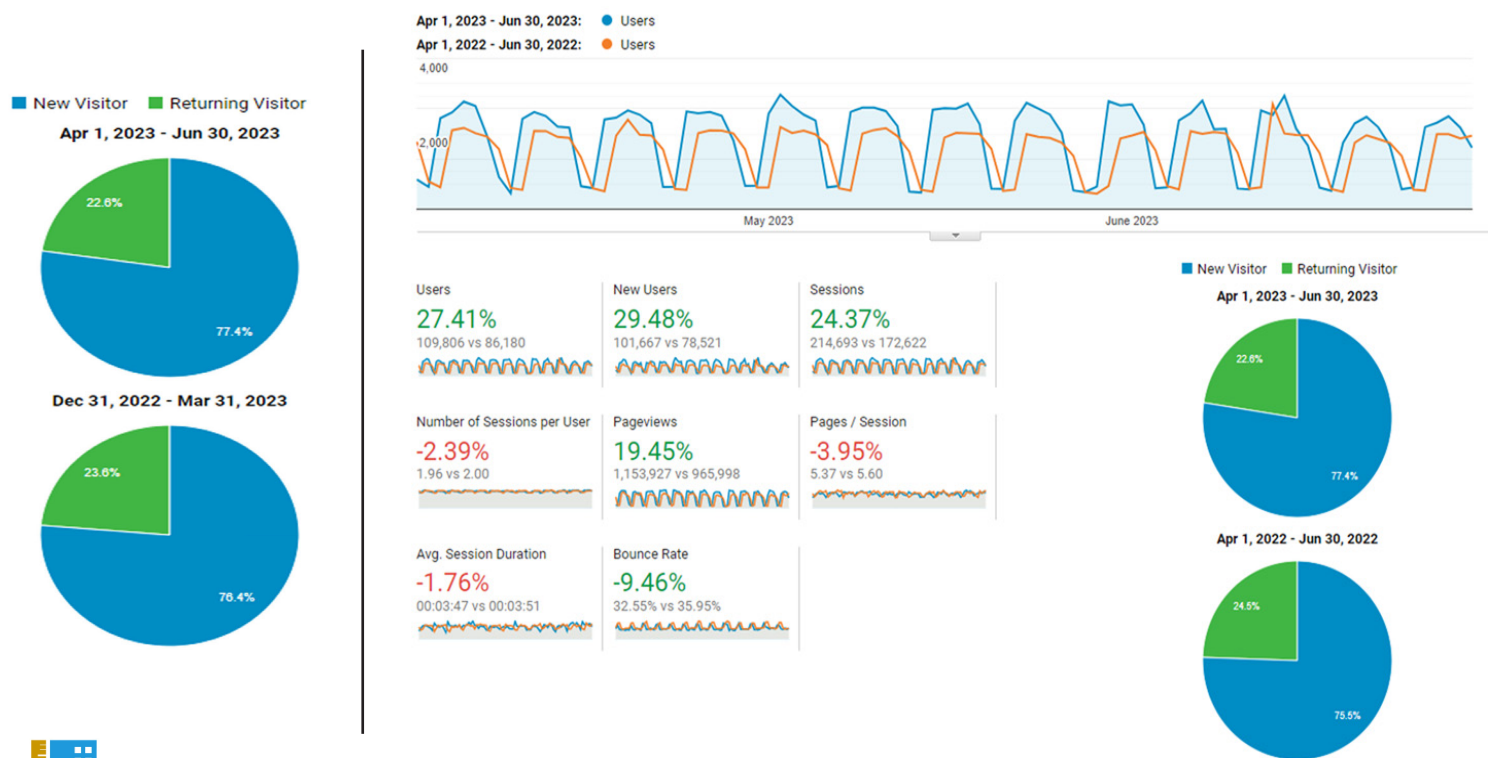 New Visitor Returning Visitor
Apr 1, 2023 - Jun 30, 2023
22.6%
77.4%
Dec 31, 2022 - Mar 31, 2023
23.6%
76.4%
Apr 1, 2023 - Jun 30, 2023: Users
Apr 1, 2022 - Jun 30, 2022: Users
4,000
2,000
May 2023 June 2023
Users
27.41%
109,806 vs 86,180
New Users
29.48%
101,667 vs 78,521
Sessions
24.37%
214,693 vs 172,622
Number of Sessions per User
-2.39%
1.96 vs 2.00
Pageviews
19.45%
1,153,927 vs 965,998
Pages / Session
-3.95%
5.37 vs 5.60
Avg. Session Duration
-1.76%
00:03:47 vs 00:03:51
Bounce Rate
-9.46%
32.55% vs 35.95%
New Visitor Returning Visitor
Apr 1, 2023 - Jun 30, 2023
22.6%
77.4%
Apr 1, 2022 - Jun 30, 2022
24.5%
75.5%